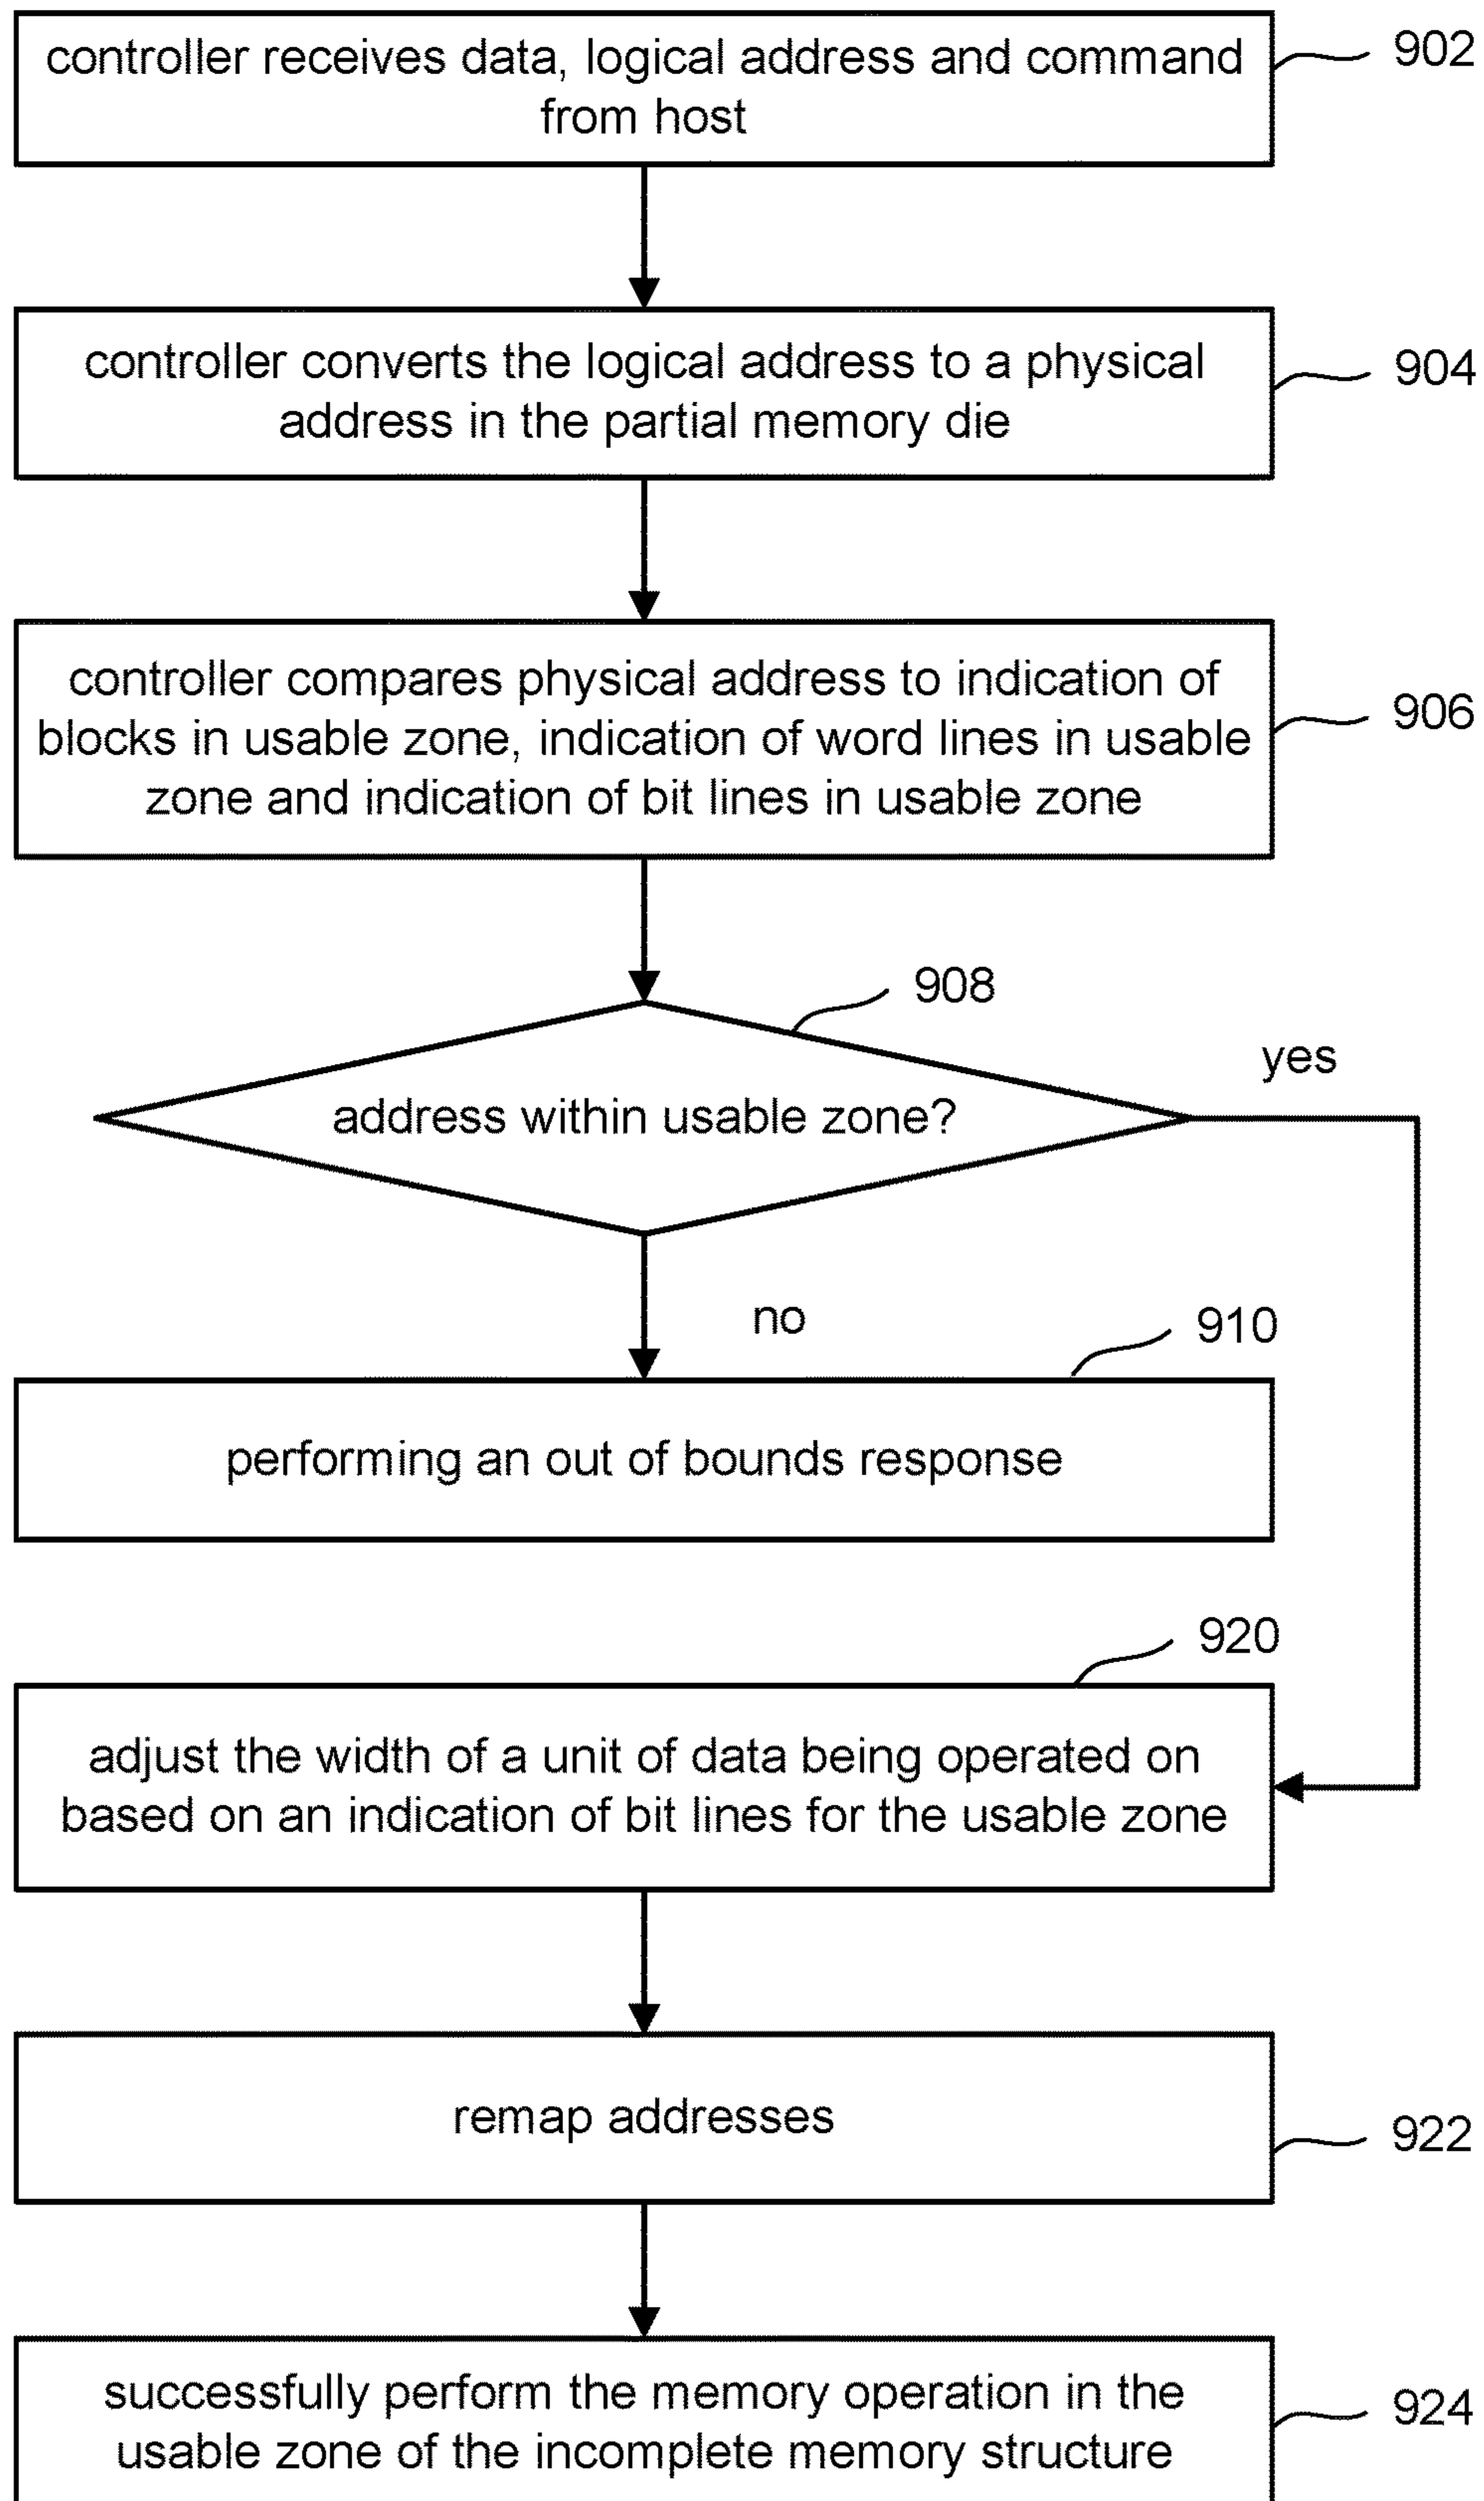 controller receives data, logical address and command
from host
902
controller converts the logical address to a physical
address in the partial memory die
904
controller compares physical address to indication of
blocks in usable zone, indication of word lines in usable
zone and indication of bit lines in usable zone
906
908
address within usable zone?
yes
no
910
performing an out of bounds response
920
adjust the width of a unit of data being operated on
based on an indication of bit lines for the usable zone
remap addresses
922
successfully perform the memory operation in the
usable zone of the incomplete memory structure
924